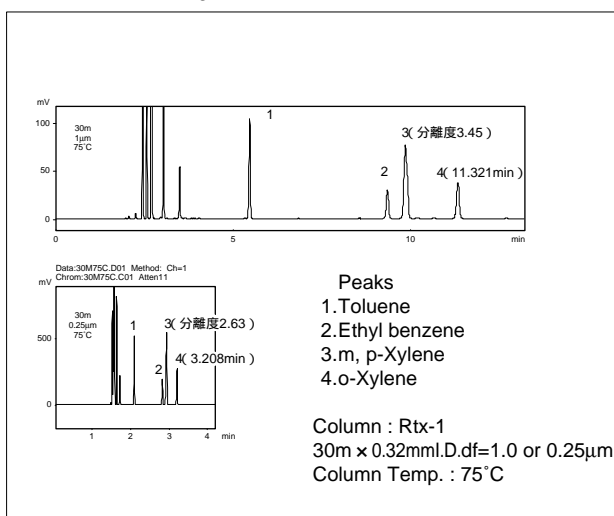 mV
100
50
0
30m
1μm
75˚C
1
2
3( 分離度3.45 )
4( 11.321min )
0 5 10 min
Data:30M75C.D01 Method: Ch=1
Chrom:30M75C.C01 Atten11
mV
500
0
30m
0.25μm
75˚C
1
2
3( 分離度2.63 )
4( 3.208min )
1 2 3 4 min
Peaks
1.Toluene
2.Ethyl benzene
3.m, p-Xylene
4.o-Xylene
Column : Rtx-1
30m × 0.32mmI.D.df=1.0 or 0.25μm
Column Temp. : 75˚C